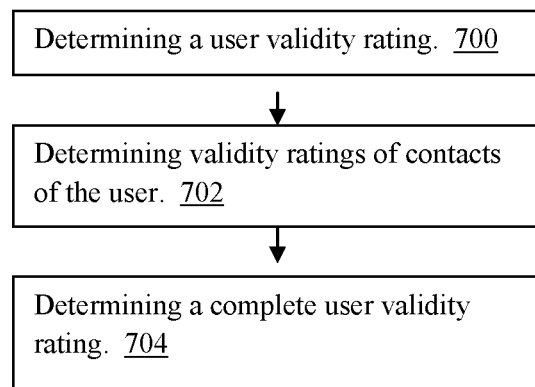 Determining a user validity rating. 700
Determining validity ratings of contacts
of the user. 702
Determining a complete user validity
rating. 704